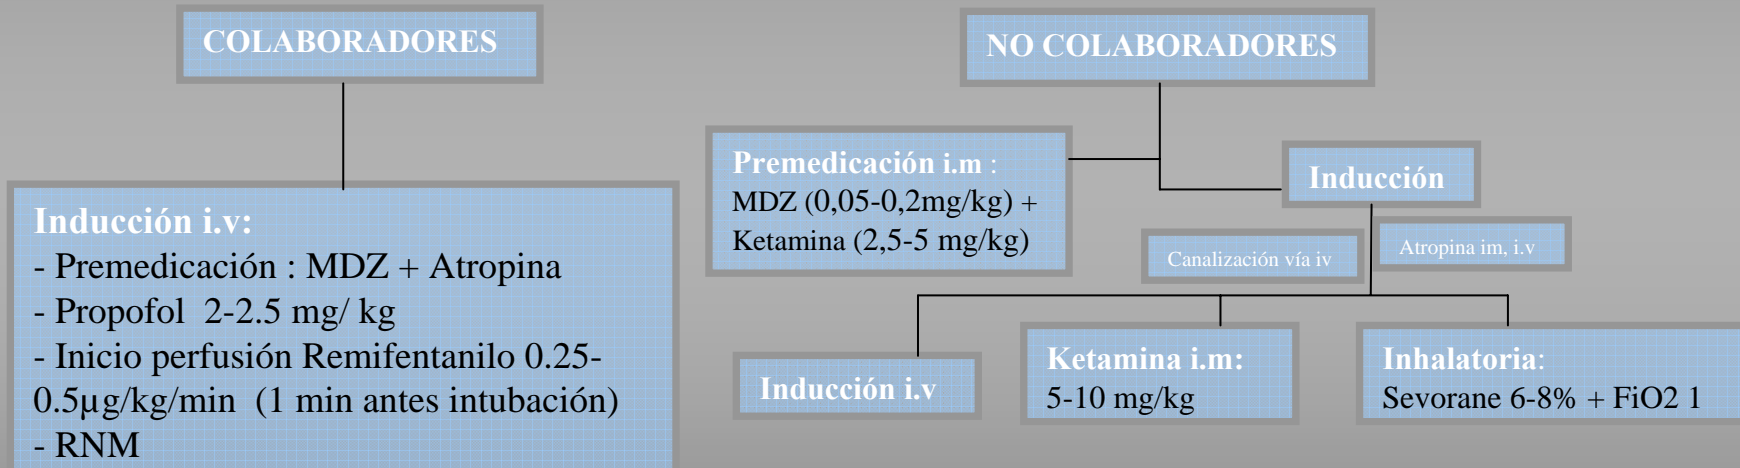 COLABORADORES
Inducción i.v:
- Premedicación : MDZ + Atropina
- Propofol 2-2.5 mg/ kg
- Inicio perfusión Remifentanilo 0.25-
0.5µg/kg/min (1 min antes intubación)
- RNM
NO COLABORADORES
Premedicación i.m :
MDZ (0,05-0,2mg/kg) +
Ketamina (2,5-5 mg/kg)
Inducción
Canalización vía iv
Atropina im, i.v
Inducción i.v
Ketamina i.m:
5-10 mg/kg
Inhalatoria:
Sevorane 6-8% + FiO2 1